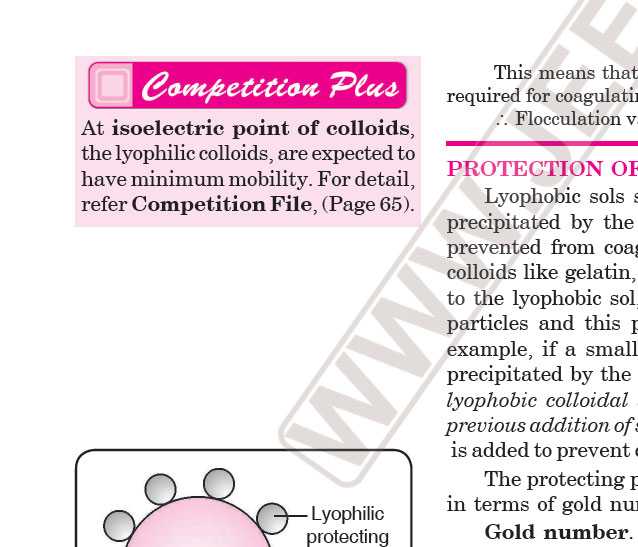 Competition Plus
At isoelectric point of colloids,
the lyophilic colloids, are expected to
have minimum mobility. For detail,
refer Competition File, (Page 65).
Lyophilic
protecting
This means that
required for coagulatin
∴ Flocculation v
PROTECTION OF
Lyophobic sols s
precipitated by the
prevented from coag
colloids like gelatin,
to the lyophobic sol,
particles and this p
example, if a small
precipitated by the
lyophobic colloidal
previous addition of s
is added to prevent
The protecting p
in terms of gold nu
Gold number.
WWW.JEE